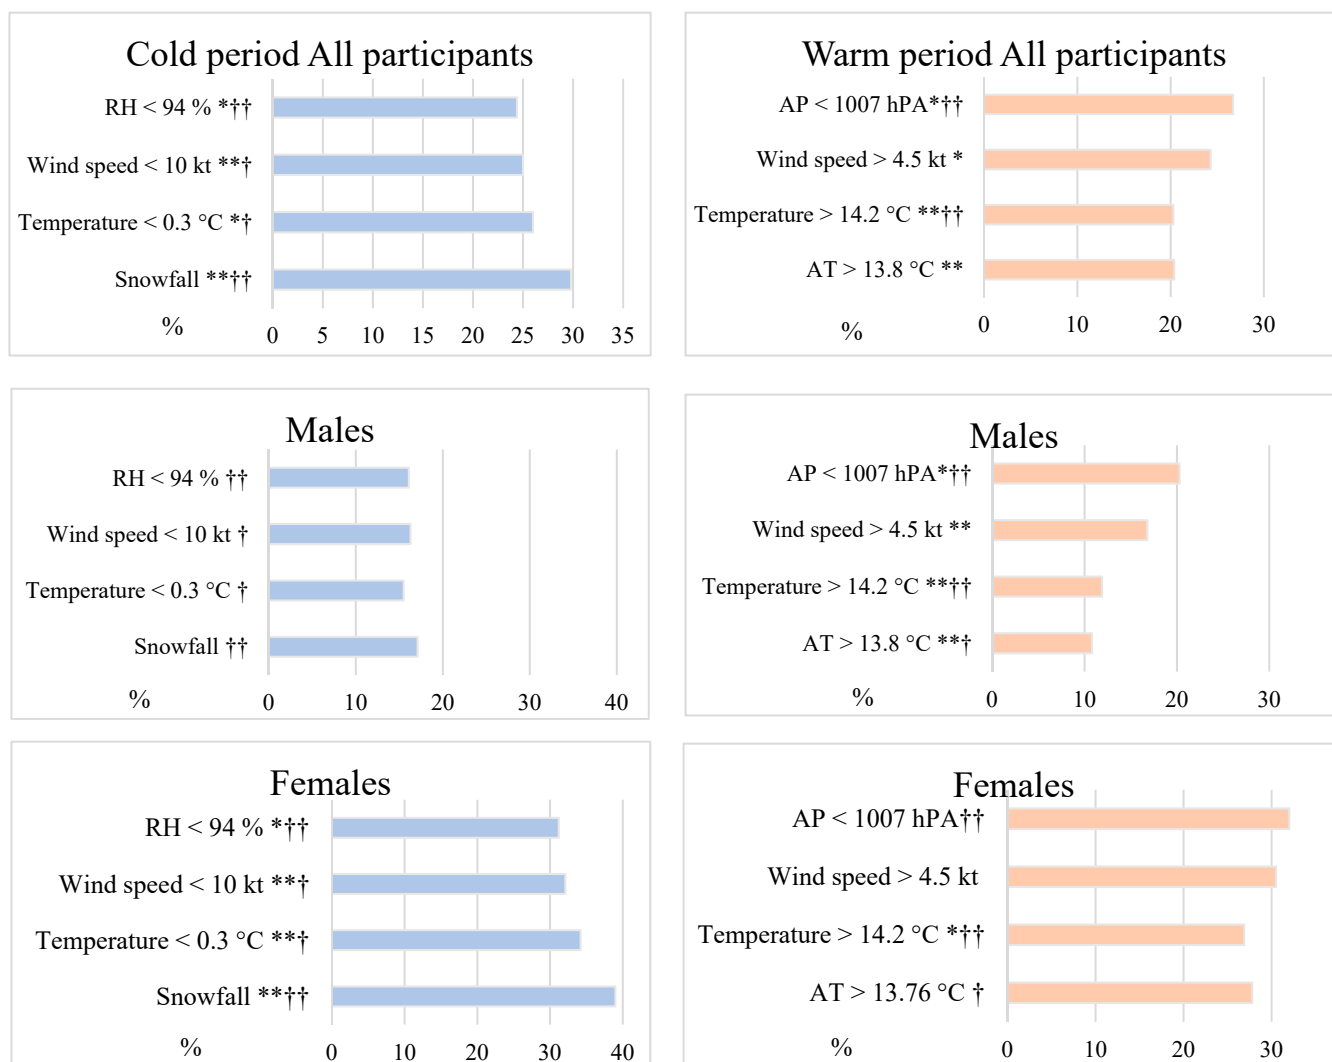 Cold period All participants
RH < 94 % *††
Wind speed < 10 kt **†
Temperature < 0.3 °C *†
Snowfall **††
%
0 5 10 15 20 25 30 35
Warm period All participants
AP < 1007 hPA*††
Wind speed > 4.5 kt *
Temperature > 14.2 °C **††
AT > 13.8 °C **
%
0 10 20 30
Males
RH < 94 % ††
Wind speed < 10 kt †
Temperature < 0.3 °C †
Snowfall ††
%
0 10 20 30 40
Males
AP < 1007 hPA*††
Wind speed > 4.5 kt **
Temperature > 14.2 °C **††
AT > 13.8 °C **†
%
0 10 20 30
Females
RH < 94 % *††
Wind speed < 10 kt **†
Temperature < 0.3 °C **†
Snowfall **††
%
0 10 20 30 40
Females
AP < 1007 hPA††
Wind speed > 4.5 kt
Temperature > 14.2 °C *††
AT > 13.76 °C †
%
0 10 20 30